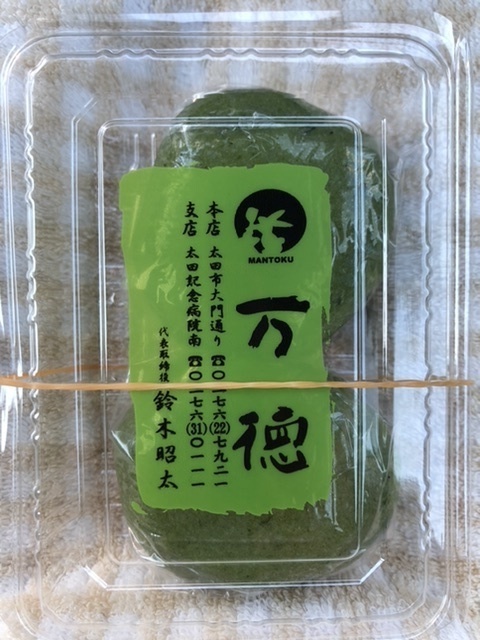 鈴
MANTOKU
万徳
本店 太田市大門通り ☎〇二七六(22)七九二一
支店 太田記念病院南 ☎〇二七六(31)〇一一一
代表取締役 鈴木昭太